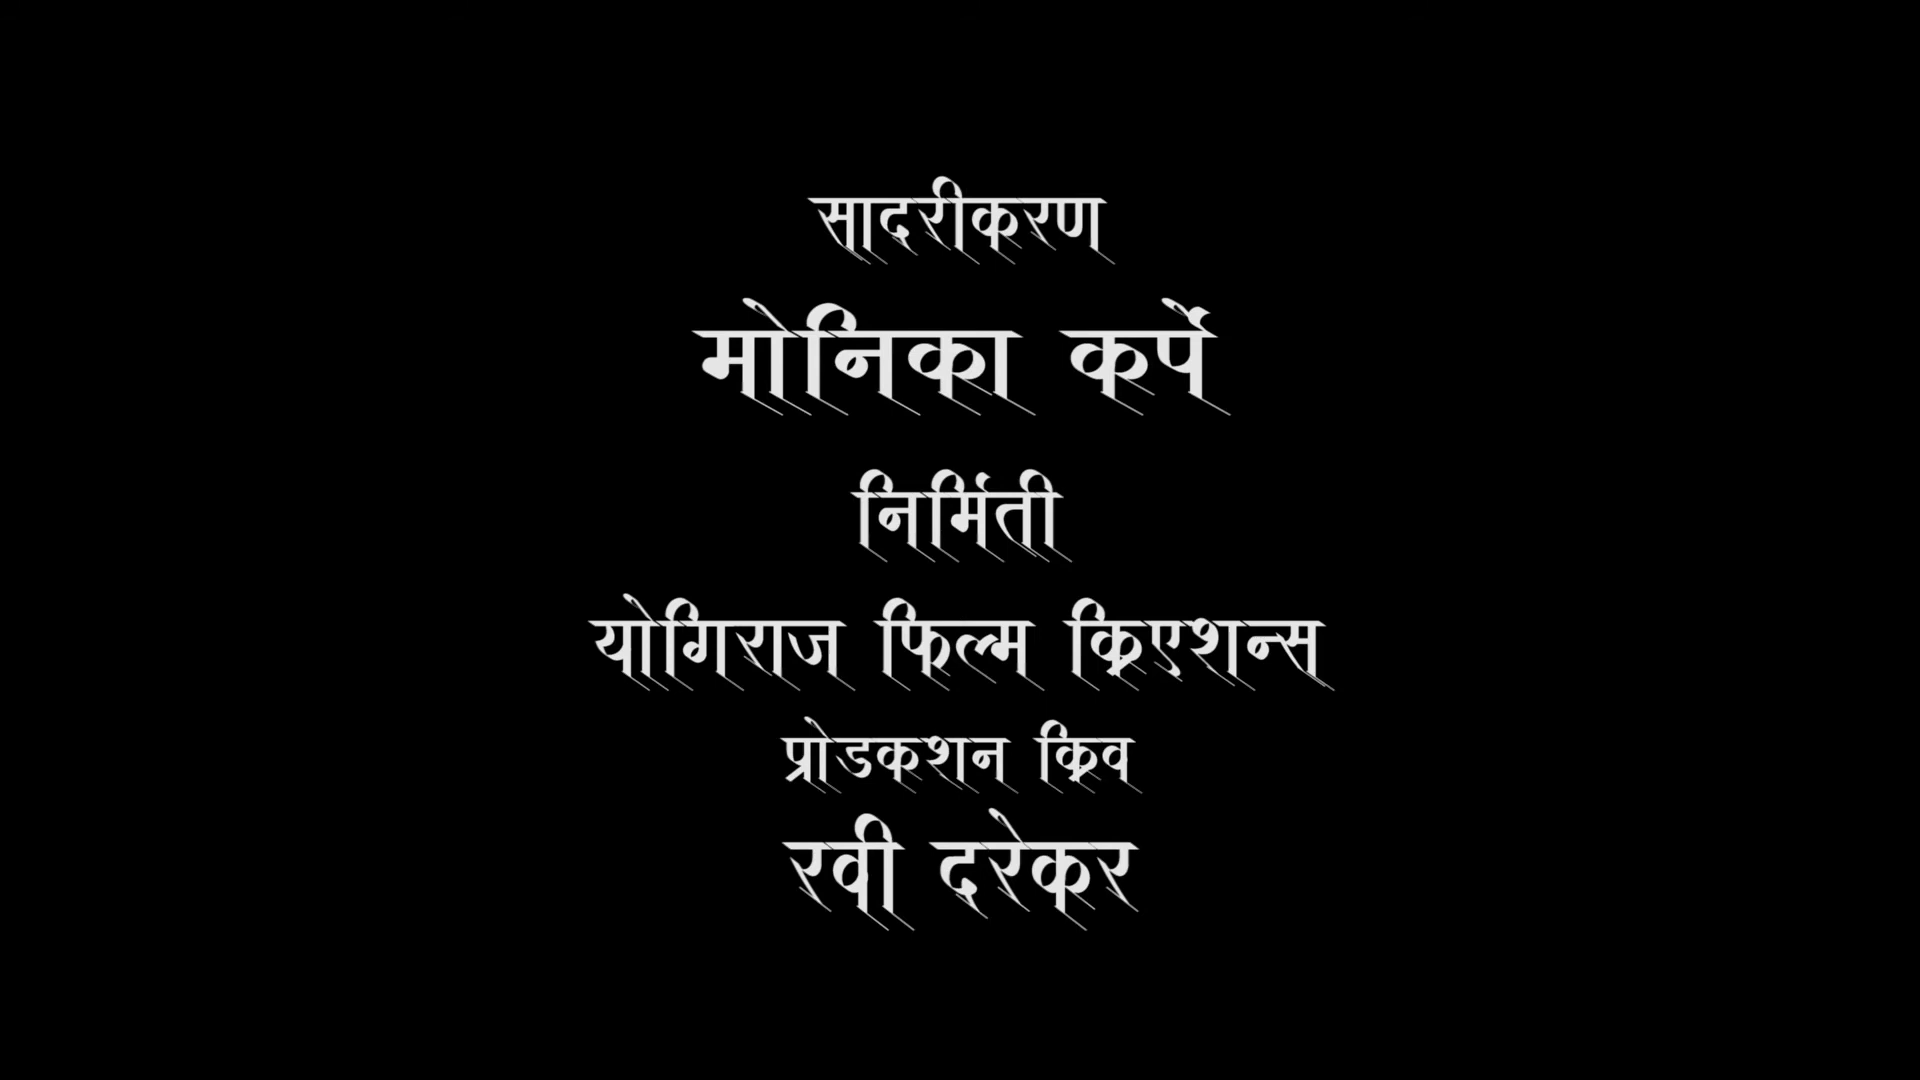 सादरीकरण
मोनिका कर्पे
निर्मिती
योगिराज फिल्म क्रिएशन्स
प्रोडकशन क्रिव
रवी दरेकर